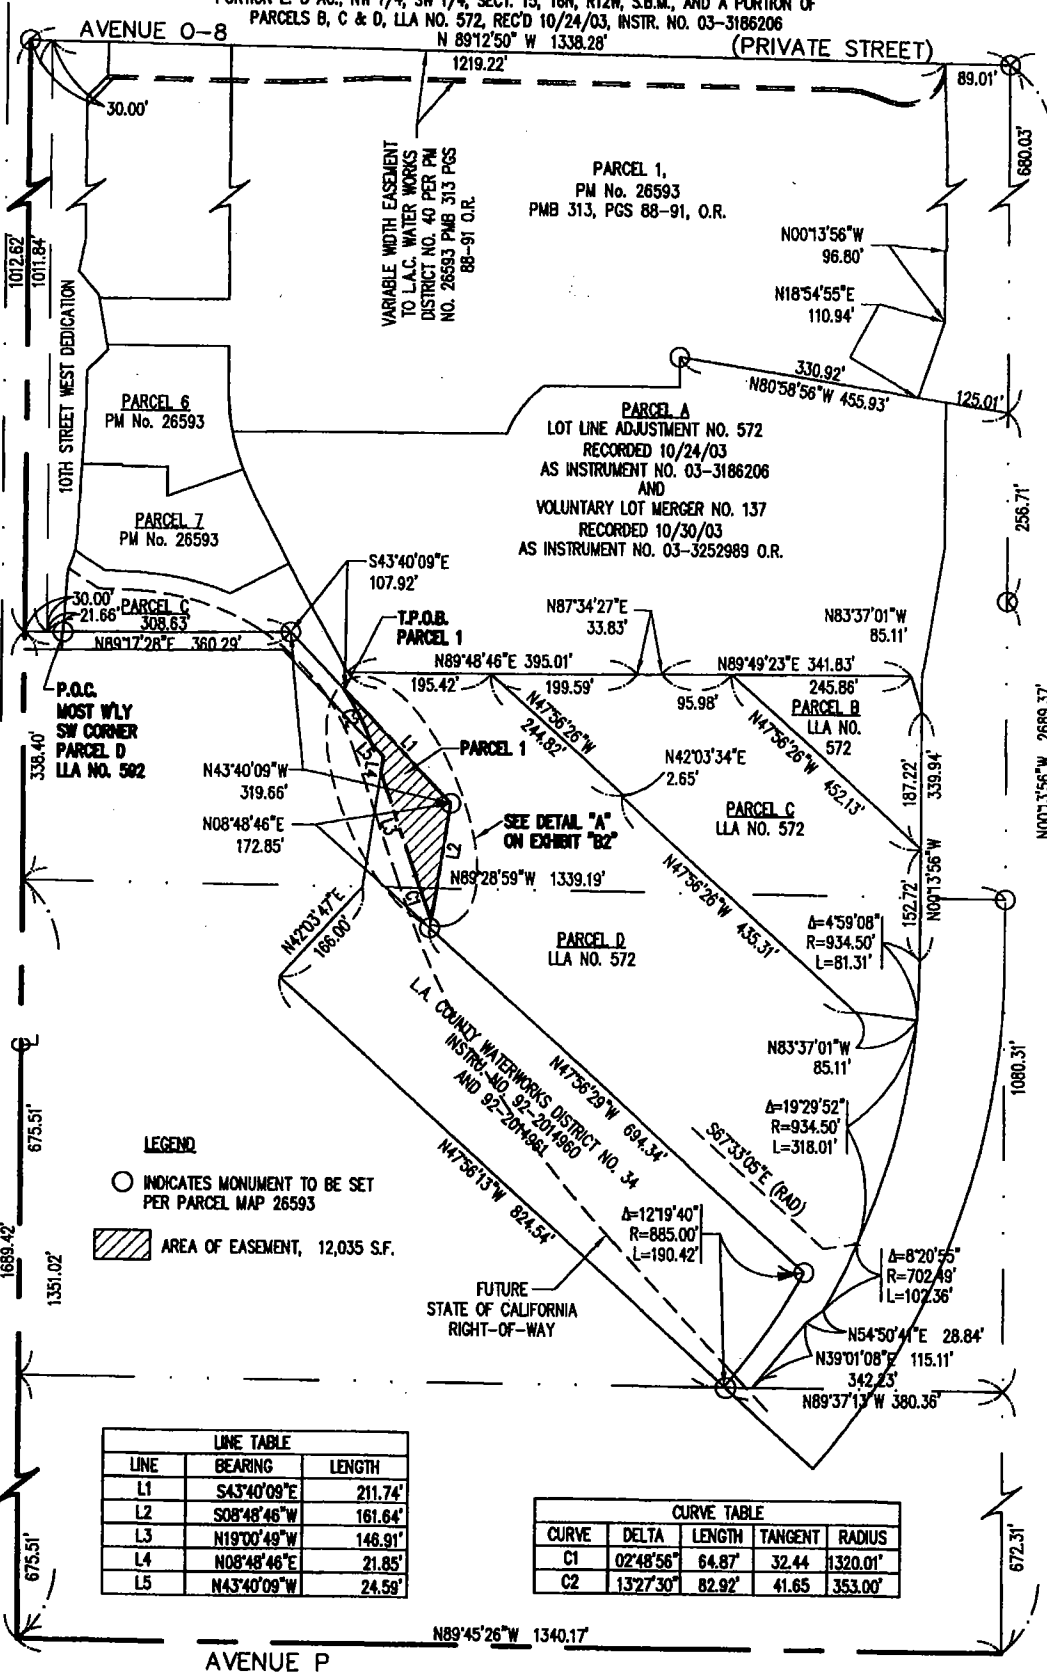 PARCELS B, C & D, LLA NO. 572, REC'D 10/24/03, INSTR. NO. 03-3186206
AVENUE O-8
N 89°12'50" W 1338.28'
(PRIVATE STREET)
1219.22'
89.01'
30.00'
680.03'
VARIABLE WIDTH EASEMENT
TO L.A.C. WATER WORKS
DISTRICT NO. 40 PER PM
NO. 26593 PMB 313 PGS
88-91 O.R.
PARCEL 1,
PM No. 26593
PMB 313, PGS 88-91, O.R.
N00°13'56"W
96.80'
N18°54'55"E
110.94'
1012.62'
1011.84'
10TH STREET WEST DEDICATION
330.92'
N80°58'56"W 455.93'
125.01'
PARCEL 6
PM No. 26593
PARCEL A
LOT LINE ADJUSTMENT NO. 572
RECORDED 10/24/03
AS INSTRUMENT NO. 03-3186206
AND
VOLUNTARY LOT MERGER NO. 137
RECORDED 10/30/03
AS INSTRUMENT NO. 03-3252989 O.R.
256.71'
PARCEL 7
PM No. 26593
S43°40'09"E
107.92'
30.00'
21.66'
PARCEL C
308.63'
N89°17'28"E 360.29'
T.P.O.B.
PARCEL 1
N87°34'27"E
33.83'
N83°37'01"W
85.11'
N89°48'46"E 395.01'
195.42'
199.59'
N89°49'23"E 341.83'
95.98'
245.86'
P.O.C.
MOST W'LY
SW CORNER
PARCEL D
LLA NO. 592
338.40'
PARCEL B
LLA NO.
572
N47°56'26"W
244.82'
N47°56'26"W 452.13'
N00°13'56"W 2689.37'
C2
L1
L5
L4
PARCEL 1
N42°03'34"E
2.65'
N43°40'09"W
319.66'
187.22'
339.94'
N08°48'46"E
172.85'
L3
L2
SEE DETAIL "A"
ON EXHIBIT "B2"
PARCEL C
LLA NO. 572
N89°28'59"W 1339.19'
C1
N42°03'47"E
166.00'
N47°56'26"W 435.31'
152.72'
N00°13'56"W
PARCEL D
LLA NO. 572
Δ=4°59'08"
R=934.50'
L=81.31'
L.A. COUNTY WATERWORKS DISTRICT NO. 34
INSTRU. NO. 92-2014960
AND 92-2014961
N83°37'01"W
85.11'
1080.31'
N47°56'29"W 694.34'
Δ=19°29'52"
R=934.50'
L=318.01'
675.51'
S67°33'05"E (RAD)
LEGEND
INDICATES MONUMENT TO BE SET
PER PARCEL MAP 26593
AREA OF EASEMENT, 12,035 S.F.
N47°56'13"W 824.54'
Δ=12°19'40"
R=885.00'
L=190.42'
1689.42'
1351.02'
Δ=8°20'55"
R=702.49'
L=102.36'
FUTURE
STATE OF CALIFORNIA
RIGHT-OF-WAY
N54°50'41"E 28.84'
N39°01'08"E 115.11'
342.23'
N89°37'13"W 380.36'
LINE TABLE
LINE BEARING LENGTH
L1 S43°40'09"E 211.74'
L2 S08°48'46"W 161.64'
L3 N19°00'49"W 146.91'
L4 N08°48'46"E 21.85'
L5 N43°40'09"W 24.59'
CURVE TABLE
CURVE DELTA LENGTH TANGENT RADIUS
C1 02°48'56" 64.87' 32.44 1320.01'
C2 13°27'30" 82.92' 41.65 353.00'
675.51'
672.31'
N89°45'26"W 1340.17'
AVENUE P